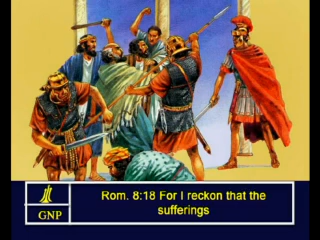 Rom. 8:18 For I reckon that the
sufferings
GNP